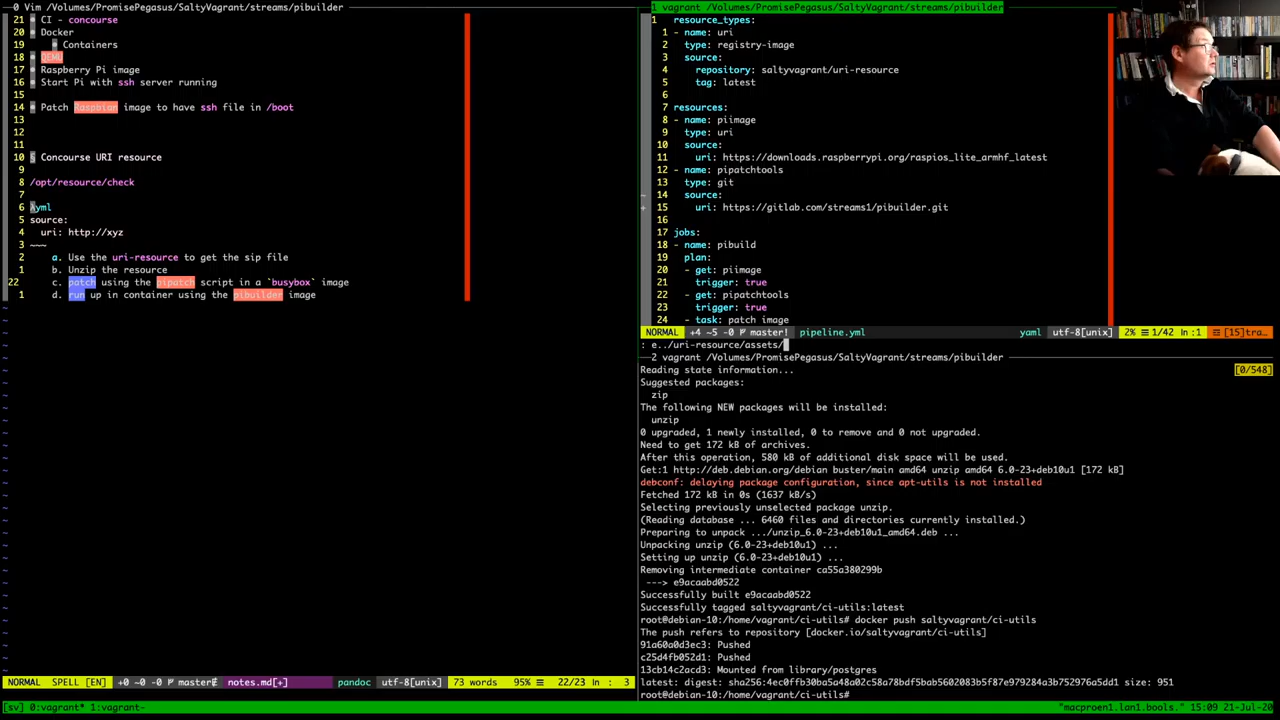 0 Vim /Volumes/PromisePegasus/SaltyVagrant/streams/pibuilder
21 CI - concourse
20 Docker
19 Containers
18 QEMU
17 Raspberry Pi image
16 Start Pi with ssh server running
15
14 Patch Raspbian image to have ssh file in /boot
13
12
11
10 § Concourse URI resource
9
8 /opt/resource/check
7
6 λyml
5 source:
4 uri: http://xyz
3 ~~~
2 a. Use the uri-resource to get the sip file
1 b. Unzip the resource
22 c. patch using the pipatch script in a `busybox` image
1 d. run up in container using the pibuilder image
~
NORMAL SPELL [EN] +0 ~0 -0 master notes.md[+] pandoc utf-8[unix] 73 words 95% ≡ 22/23 ln : 3
1 vagrant /Volumes/PromisePegasus/SaltyVagrant/streams/pibuilder
1 resource_types:
1 - name: uri
2 type: registry-image
3 source:
4 repository: saltyvagrant/uri-resource
5 tag: latest
6
7 resources:
8 - name: piimage
9 type: uri
10 source:
11 uri: https://downloads.raspberrypi.org/raspios_lite_armhf_latest
12 - name: pipatchtools
13 type: git
~ 14 source:
+ 15 uri: https://gitlab.com/streams1/pibuilder.git
16
17 jobs:
18 - name: pibuild
19 plan:
20 - get: piimage
21 trigger: true
22 - get: pipatchtools
23 trigger: true
24 - task: patch image
NORMAL +4 ~5 -0 master! pipeline.yml yaml utf-8[unix] 2% ≡ 1/42 ln :1 [15]tra…
: e../uri-resource/assets/
2 vagrant /Volumes/PromisePegasus/SaltyVagrant/streams/pibuilder
Reading state information... [0/548]
Suggested packages:
zip
The following NEW packages will be installed:
unzip
0 upgraded, 1 newly installed, 0 to remove and 0 not upgraded.
Need to get 172 kB of archives.
After this operation, 580 kB of additional disk space will be used.
Get:1 http://deb.debian.org/debian buster/main amd64 unzip amd64 6.0-23+deb10u1 [172 kB]
debconf: delaying package configuration, since apt-utils is not installed
Fetched 172 kB in 0s (1637 kB/s)
Selecting previously unselected package unzip.
(Reading database ... 6460 files and directories currently installed.)
Preparing to unpack .../unzip_6.0-23+deb10u1_amd64.deb ...
Unpacking unzip (6.0-23+deb10u1) ...
Setting up unzip (6.0-23+deb10u1) ...
Removing intermediate container ca55a380299b
---> e9acaabd0522
Successfully built e9acaabd0522
Successfully tagged saltyvagrant/ci-utils:latest
root@debian-10:/home/vagrant/ci-utils# docker push saltyvagrant/ci-utils
The push refers to repository [docker.io/saltyvagrant/ci-utils]
91a60a0d3ec3: Pushed
c25d4fb052d1: Pushed
13cb14c2acd3: Mounted from library/postgres
latest: digest: sha256:4ec0ffb30ba5a48a02c58a78bdf5bab5602083b5f87e979284a3b752976a5dd1 size: 951
root@debian-10:/home/vagrant/ci-utils#
[sv] 0:vagrant* 1:vagrant- "macproen1.lan1.bools." 15:09 21-Jul-20